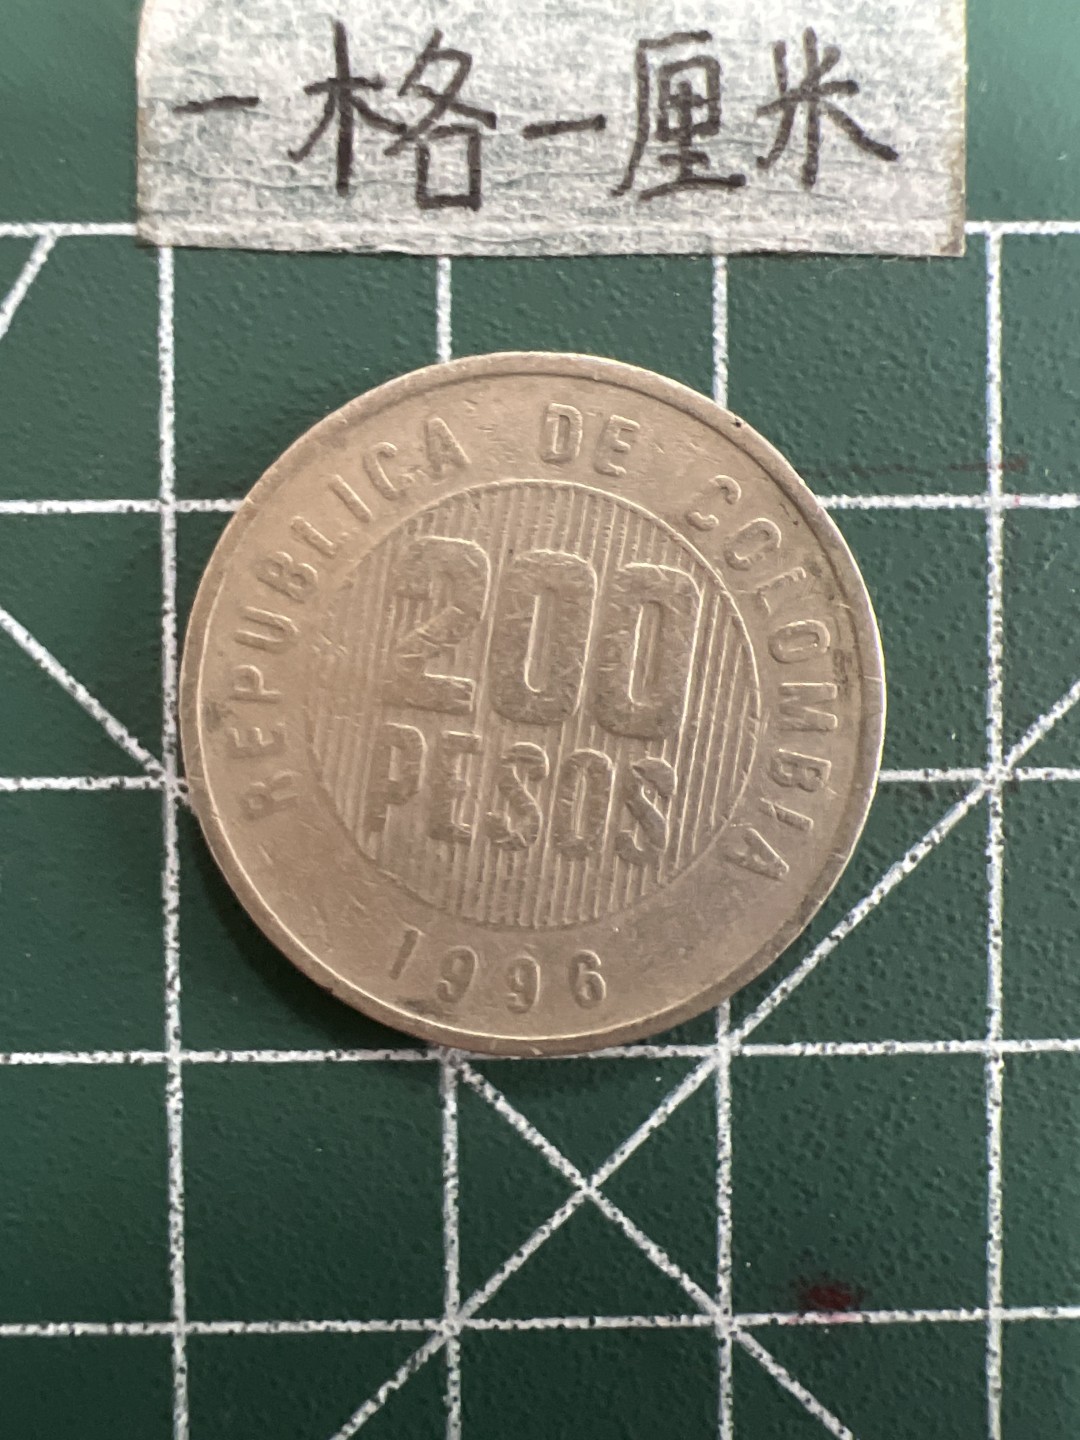 一格一厘米
REPUBLICA DE COLOMBIA
200
PESOS
1996